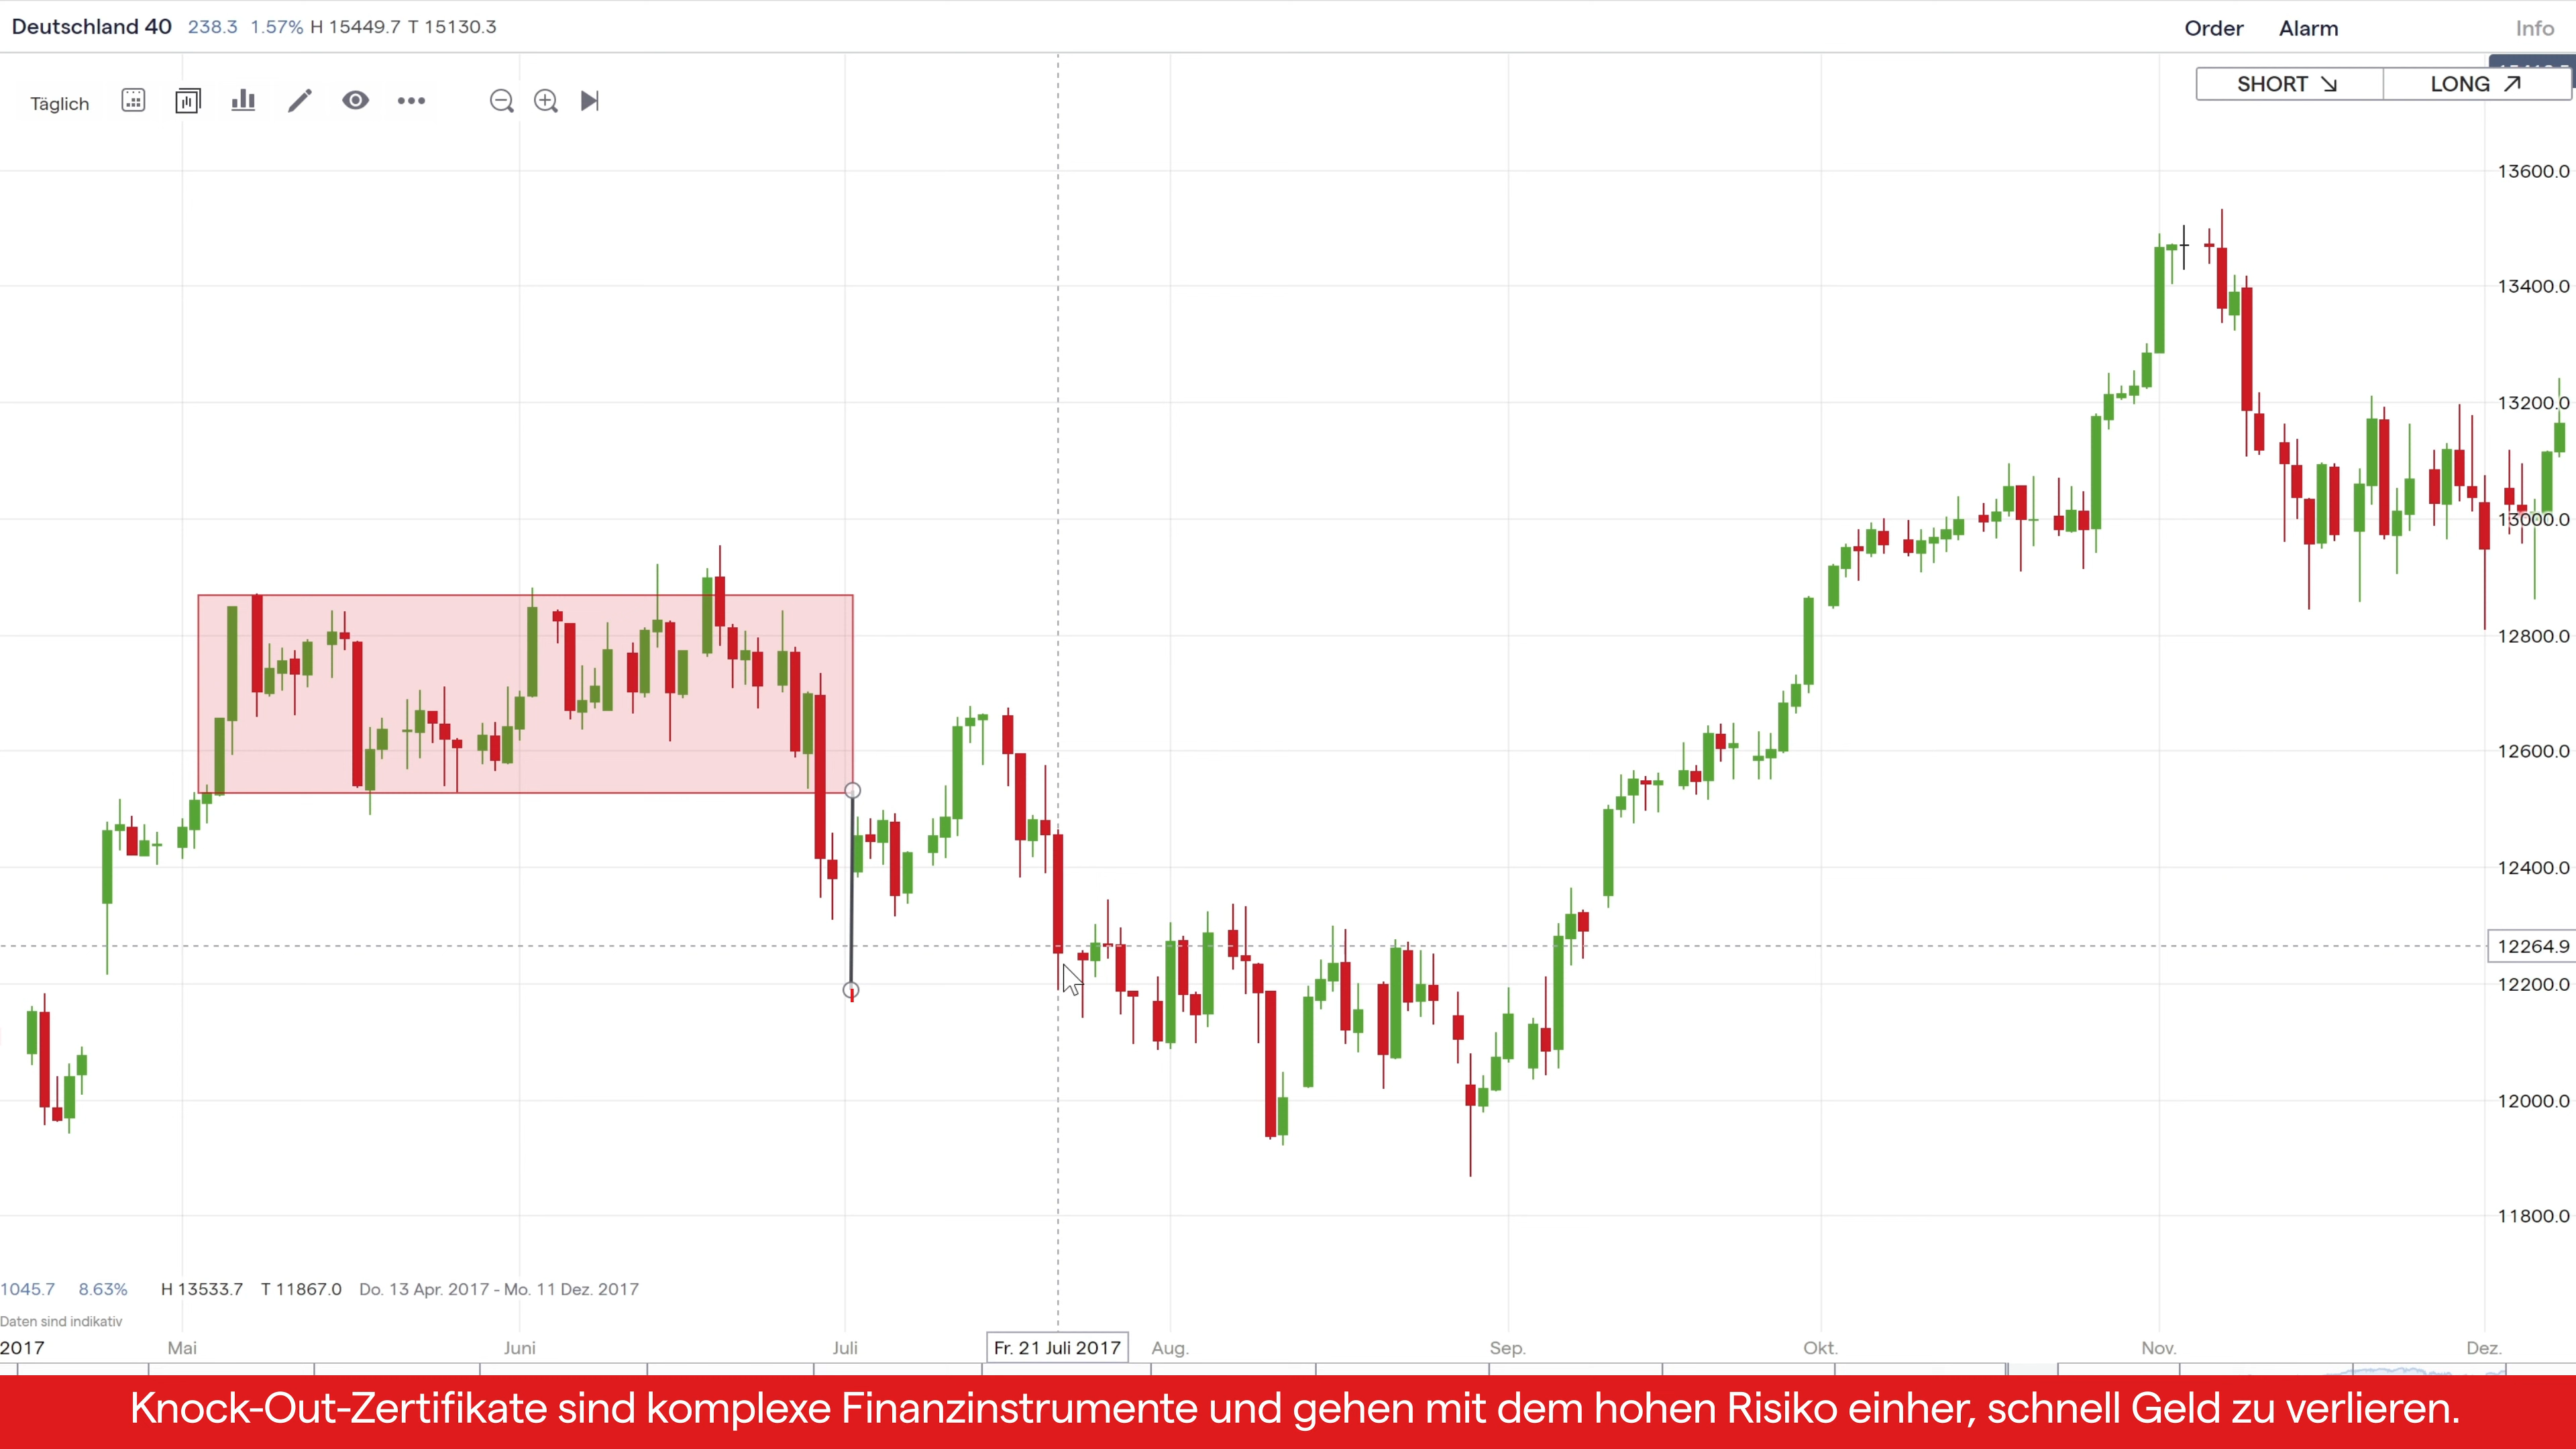 Deutschland 40 238.3 1.57% H 15449.7 T 15130.3
Order Alarm Info
Täglich
SHORT LONG
13600.0
13400.0
13200.0
13000.0
12800.0
12600.0
12400.0
12264.9
12200.0
12000.0
11800.0
1045.7 8.63% H 13533.7 T 11867.0 Do. 13 Apr. 2017 - Mo. 11 Dez. 2017
Daten sind indikativ
2017 Mai Juni Juli Fr. 21 Juli 2017 Aug. Sep. Okt. Nov. Dez.
Knock-Out-Zertifikate sind komplexe Finanzinstrumente und gehen mit dem hohen Risiko einher, schnell Geld zu verlieren.